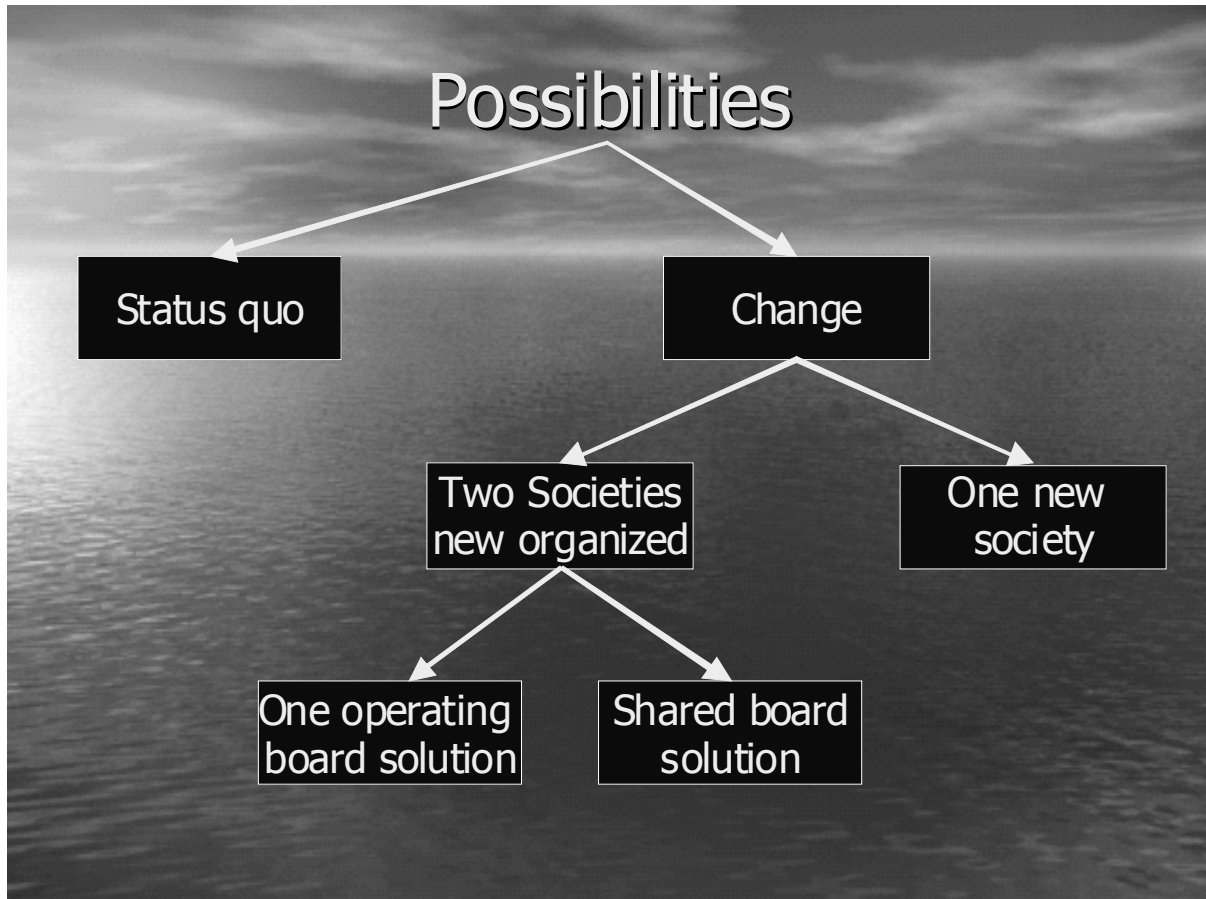 Possibilities
Status quo
Change
Two Societies
new organized
One new
society
One operating
board solution
Shared board
solution